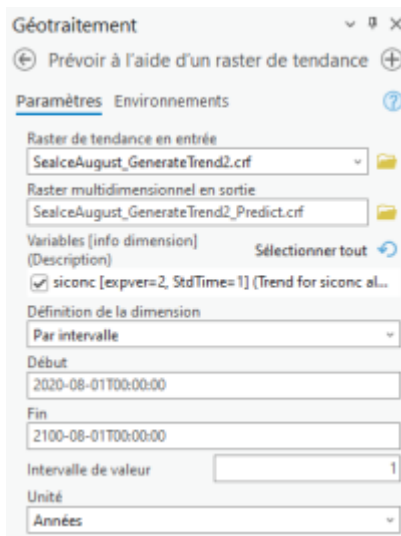 Géotraitement
Prévoir à l'aide d'un raster de tendance
Paramètres Environnements
Raster de tendance en entrée
SeaIceAugust_GenerateTrend2.crf
Raster multidimensionnel en sortie
SeaIceAugust_GenerateTrend2_Predict.crf
Variables [info dimension]
(Description)
Sélectionner tout
siconc [expver=2, StdTime=1] (Trend for siconc al...
Définition de la dimension
Par intervalle
Début
2020-08-01T00:00:00
Fin
2100-08-01T00:00:00
Intervalle de valeur 1
Unité
Années